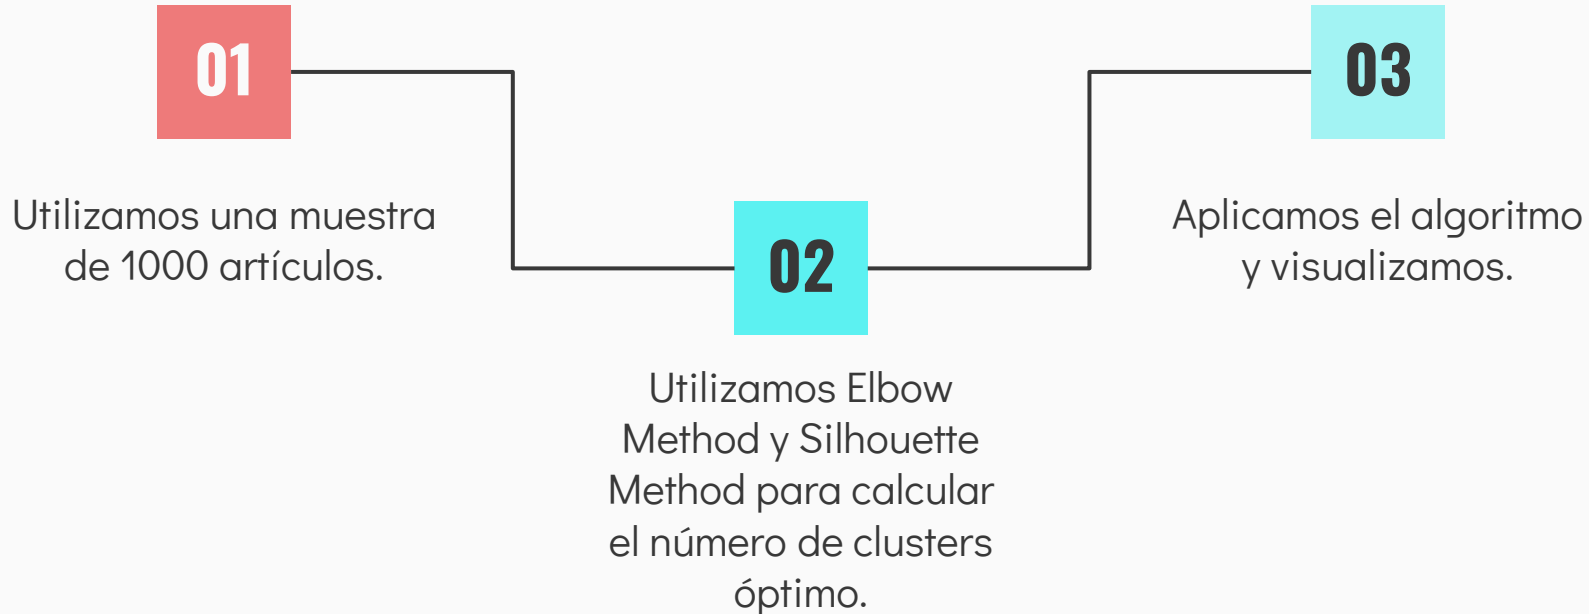 01
Utilizamos una muestra
de 1000 artículos.
02
Utilizamos Elbow
Method y Silhouette
Method para calcular
el número de clusters
óptimo.
03
Aplicamos el algoritmo
y visualizamos.